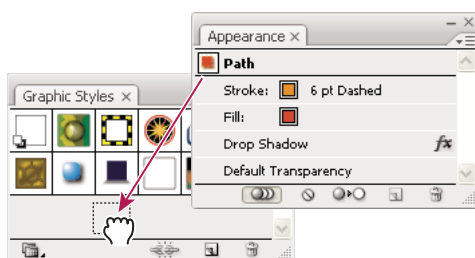 Appearance ×
Path
Stroke: 6 pt Dashed
Fill:
Drop Shadow fx
Default Transparency
Graphic Styles ×